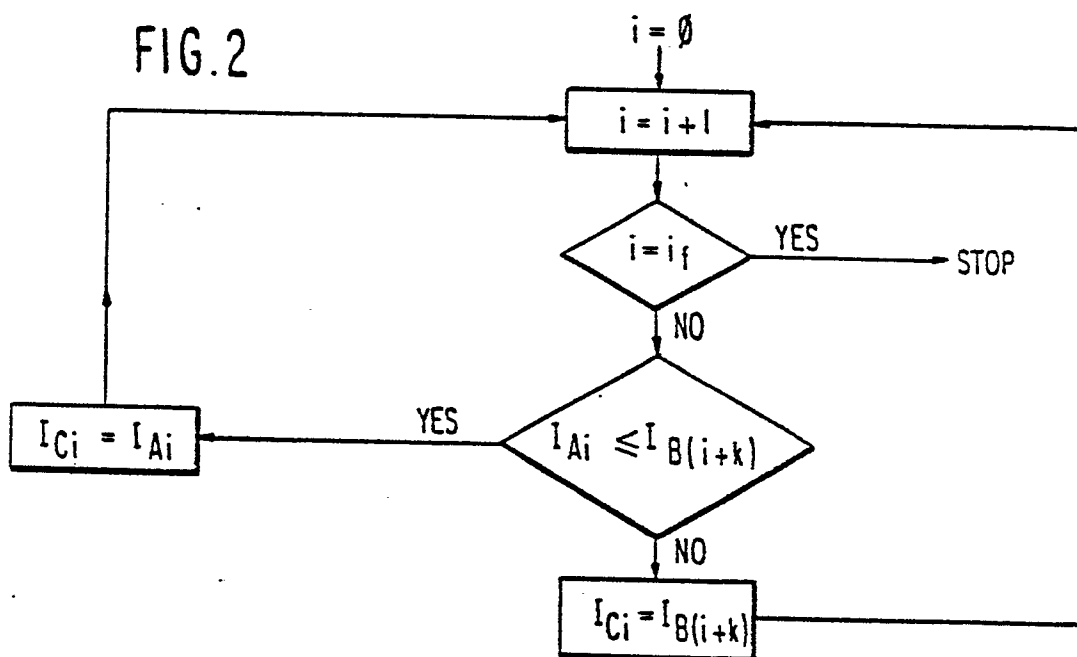 FIG.2
i = Ø
i = i + 1
i = i_f
YES
STOP
NO
I_Ai ≤ I_B(i+k)
YES
I_Ci = I_Ai
NO
I_Ci = I_B(i+k)